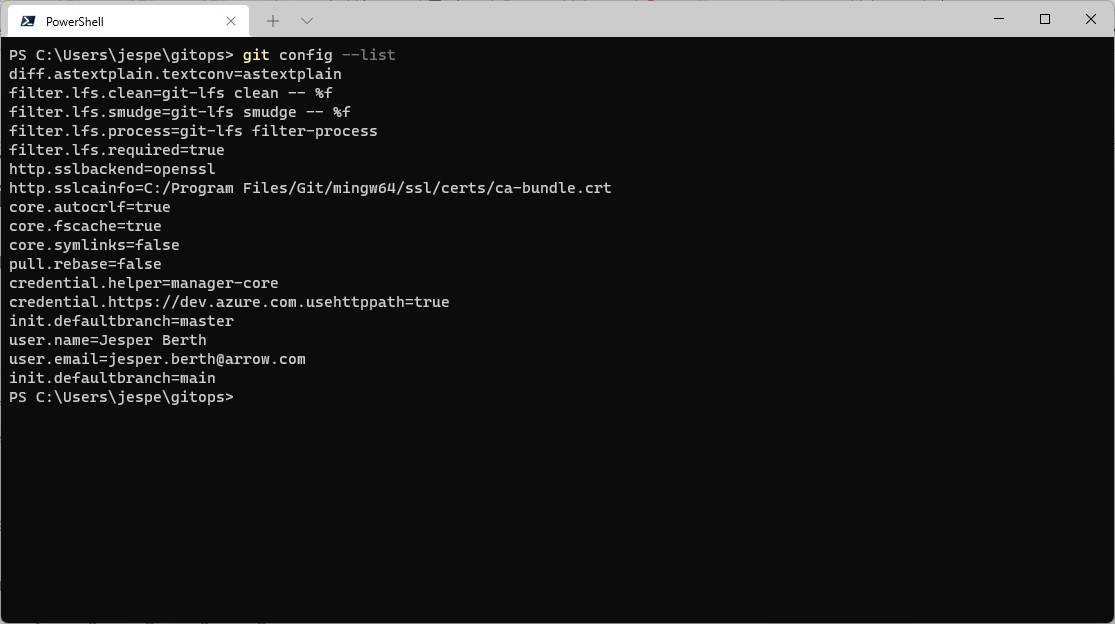 PowerShell
PS C:\Users\jespe\gitops> git config --list
diff.astextplain.textconv=astextplain
filter.lfs.clean=git-lfs clean -- %f
filter.lfs.smudge=git-lfs smudge -- %f
filter.lfs.process=git-lfs filter-process
filter.lfs.required=true
http.sslbackend=openssl
http.sslcainfo=C:/Program Files/Git/mingw64/ssl/certs/ca-bundle.crt
core.autocrlf=true
core.fscache=true
core.symlinks=false
pull.rebase=false
credential.helper=manager-core
credential.https://dev.azure.com.usehttppath=true
init.defaultbranch=master
user.name=Jesper Berth
user.email=jesper.berth@arrow.com
init.defaultbranch=main
PS C:\Users\jespe\gitops>